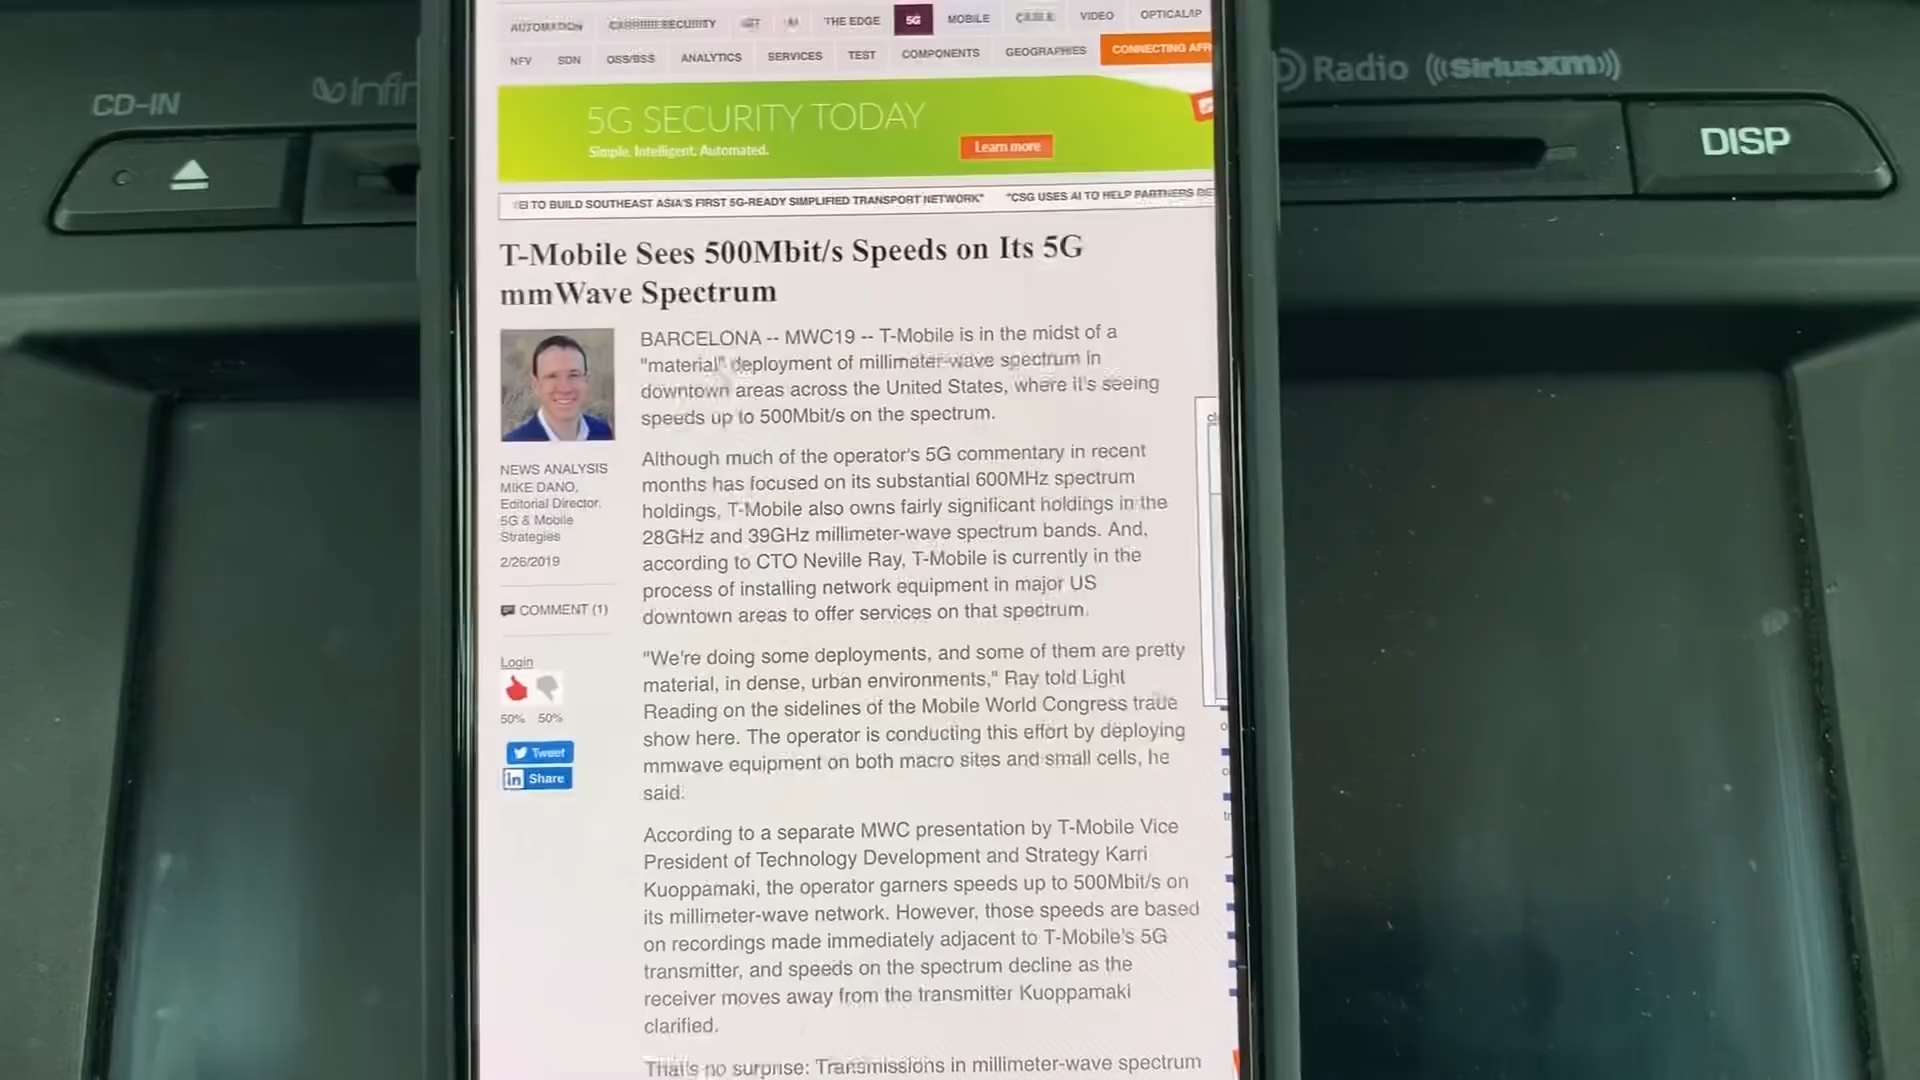 AUTOMATION SECURITY THE EDGE 5G MOBILE CABLE VIDEO OPTICAL/IP
NFV SDN OSS/BSS ANALYTICS SERVICES TEST COMPONENTS GEOGRAPHIES CONNECTING AFR
CD-IN
Infin
Radio ((SiriusXM))
DISP
5G SECURITY TODAY
Simple. Intelligent. Automated.
Learn more
EI TO BUILD SOUTHEAST ASIA'S FIRST 5G-READY SIMPLIFIED TRANSPORT NETWORK" "CSG USES AI TO HELP PARTNERS DE
T-Mobile Sees 500Mbit/s Speeds on Its 5G
mmWave Spectrum
NEWS ANALYSIS
MIKE DANO,
Editorial Director,
5G & Mobile
Strategies
2/26/2019
COMMENT (1)
Login
50% 50%
Tweet
in Share
BARCELONA -- MWC19 -- T-Mobile is in the midst of a
"material" deployment of millimeter-wave spectrum in
downtown areas across the United States, where it's seeing
speeds up to 500Mbit/s on the spectrum.
Although much of the operator's 5G commentary in recent
months has focused on its substantial 600MHz spectrum
holdings, T-Mobile also owns fairly significant holdings in the
28GHz and 39GHz millimeter-wave spectrum bands. And,
according to CTO Neville Ray, T-Mobile is currently in the
process of installing network equipment in major US
downtown areas to offer services on that spectrum.
"We're doing some deployments, and some of them are pretty
material, in dense, urban environments," Ray told Light
Reading on the sidelines of the Mobile World Congress trade
show here. The operator is conducting this effort by deploying
mmwave equipment on both macro sites and small cells, he
said.
According to a separate MWC presentation by T-Mobile Vice
President of Technology Development and Strategy Karri
Kuoppamaki, the operator garners speeds up to 500Mbit/s on
its millimeter-wave network. However, those speeds are based
on recordings made immediately adjacent to T-Mobile's 5G
transmitter, and speeds on the spectrum decline as the
receiver moves away from the transmitter Kuoppamaki
clarified.
That's no surprise: Transmissions in millimeter-wave spectrum